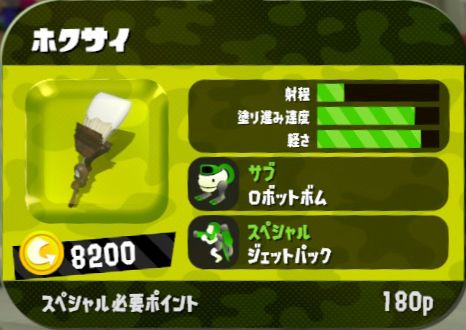 ホクサイ
射程
塗り進み速度
軽さ
サブ
ロボットボム
スペシャル
ジェットパック
8200
スペシャル必要ポイント 180p